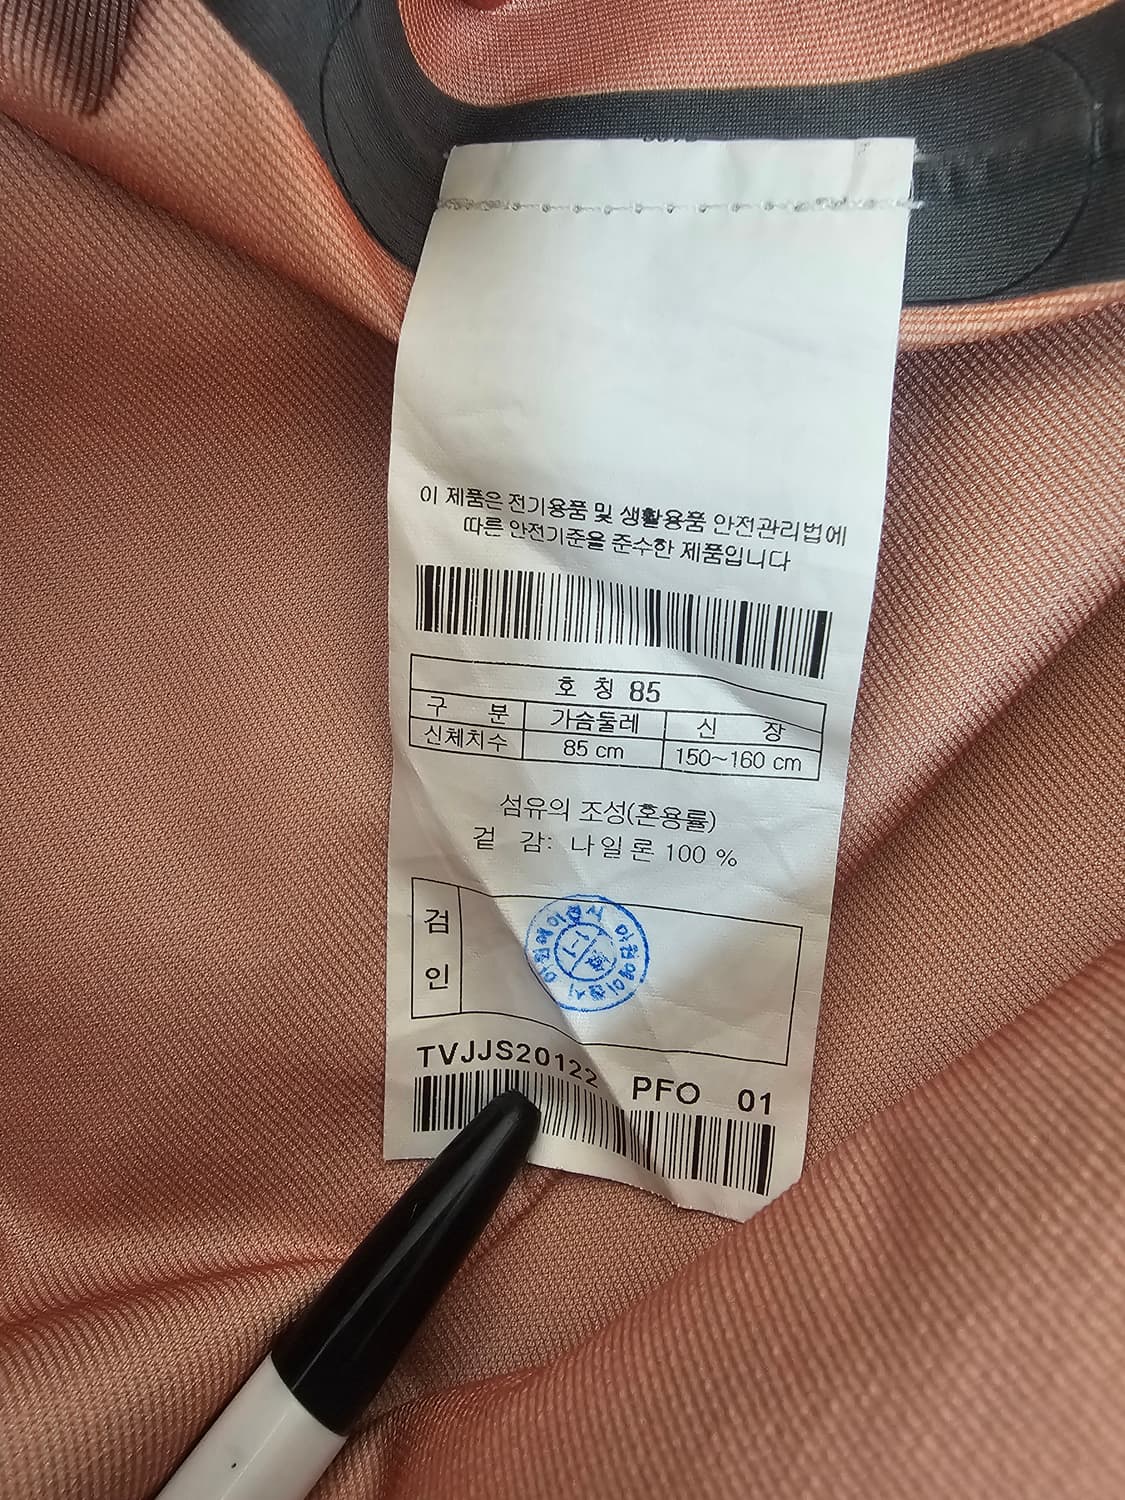 이 제품은 전기용품 및 생활용품 안전관리법에
따른 안전기준을 준수한 제품입니다
호 칭 85
구 분 가슴둘레 신 장
신체치수 85 cm 150~160 cm
섬유의 조성(혼용률)
겉 감: 나일론 100 %
검
인
TVJJS20122 PFO 01